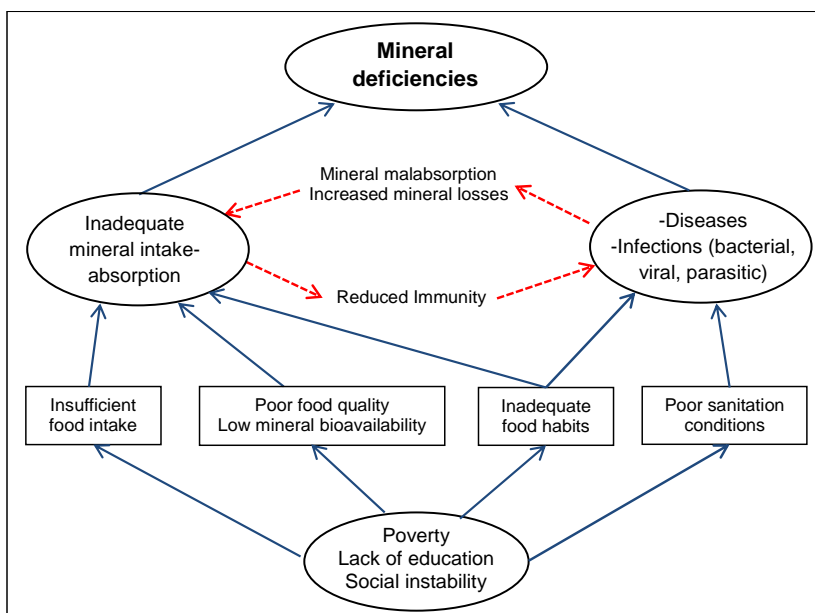 Mineral
deficiencies
Mineral malabsorption
Increased mineral losses
Inadequate
mineral intake-
absorption
-Diseases
-Infections (bacterial,
viral, parasitic)
Reduced Immunity
Insufficient
food intake
Poor food quality
Low mineral bioavailability
Inadequate
food habits
Poor sanitation
conditions
Poverty
Lack of education
Social instability